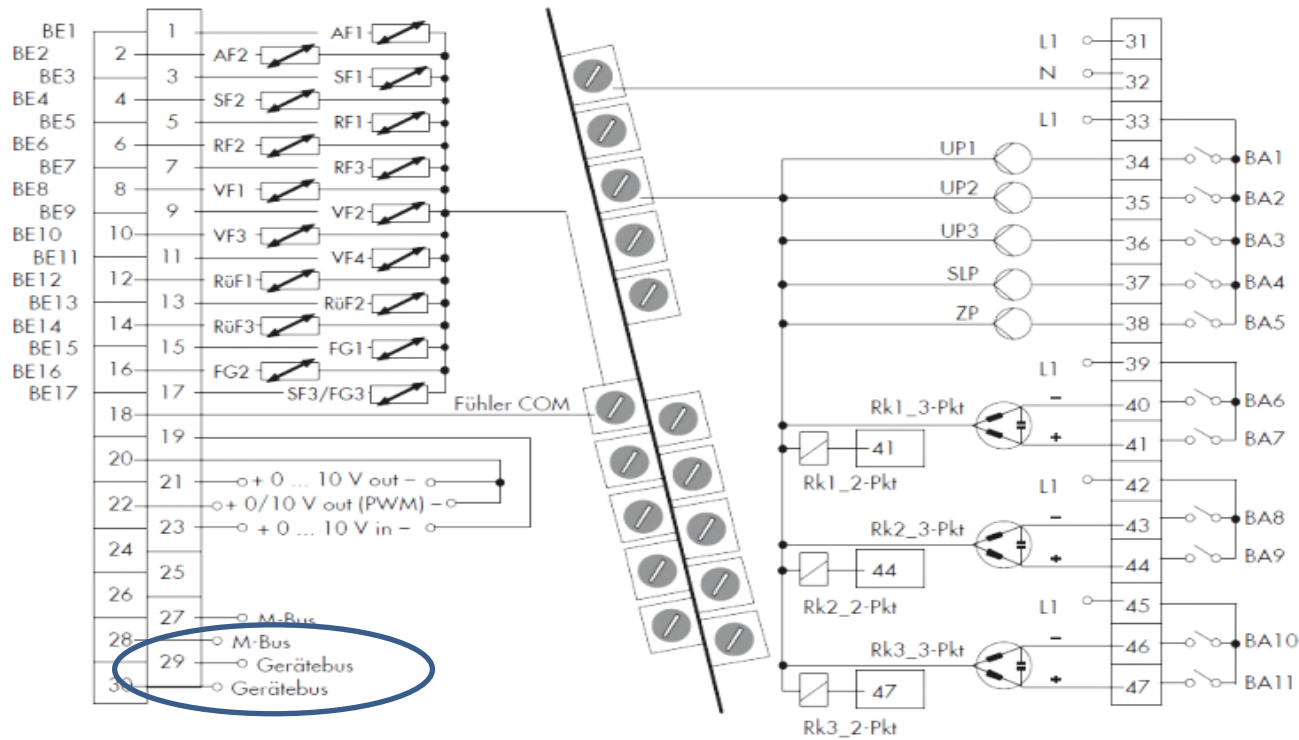 BE1 1 AF1
BE2 2 AF2
BE3 3 SF1
BE4 4 SF2
BE5 5 RF1
BE6 6 RF2
BE7 7 RF3
BE8 8 VF1
BE9 9 VF2
BE10 10 VF3
BE11 11 VF4
BE12 12 RüF1
BE13 13 RüF2
BE14 14 RüF3
BE15 15 FG1
BE16 16 FG2
BE17 17 SF3/FG3
18 Fühler COM
19
20
21 + 0 ... 10 V out –
22 + 0/10 V out (PWM) –
23 + 0 ... 10 V in –
24
25
26
27 M-Bus
28 M-Bus
29 Gerätebus
30 Gerätebus
L1 31
N 32
L1 33
UP1 34 BA1
UP2 35 BA2
UP3 36 BA3
SLP 37 BA4
ZP 38 BA5
L1 39
Rk1_3-Pkt – 40 BA6
41 + 41 BA7
Rk1_2-Pkt
L1 42
Rk2_3-Pkt – 43 BA8
44 + 44 BA9
Rk2_2-Pkt
L1 45
Rk3_3-Pkt – 46 BA10
47 + 47 BA11
Rk3_2-Pkt